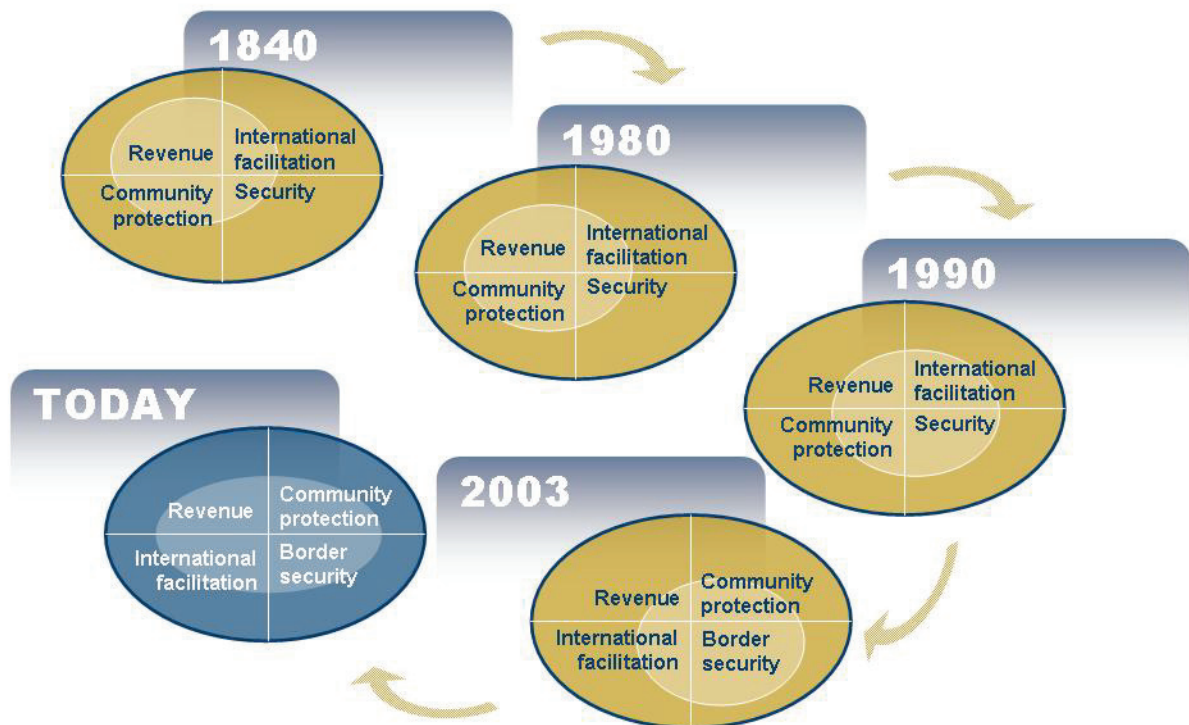 1840
Revenue
International
facilitation
Community
protection
Security
1980
Revenue
International
facilitation
Community
protection
Security
1990
Revenue
International
facilitation
Community
protection
Security
2003
Revenue
Community
protection
International
facilitation
Border
security
TODAY
Revenue
Community
protection
International
facilitation
Border
security